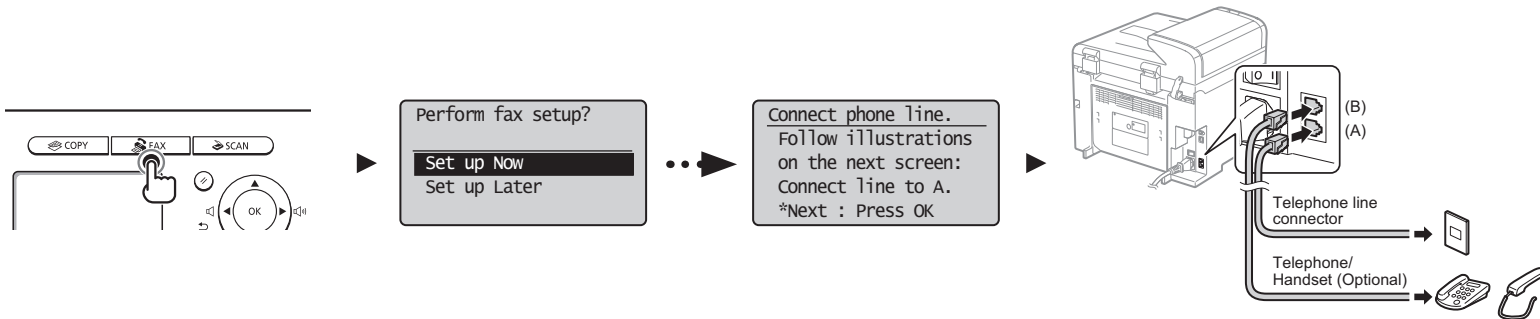 COPY
FAX
SCAN
OK
Perform fax setup?
Set up Now
Set up Later
Connect phone line.
Follow illustrations
on the next screen:
Connect line to A.
*Next : Press OK
(B)
(A)
Telephone line
connector
Telephone/
Handset (Optional)